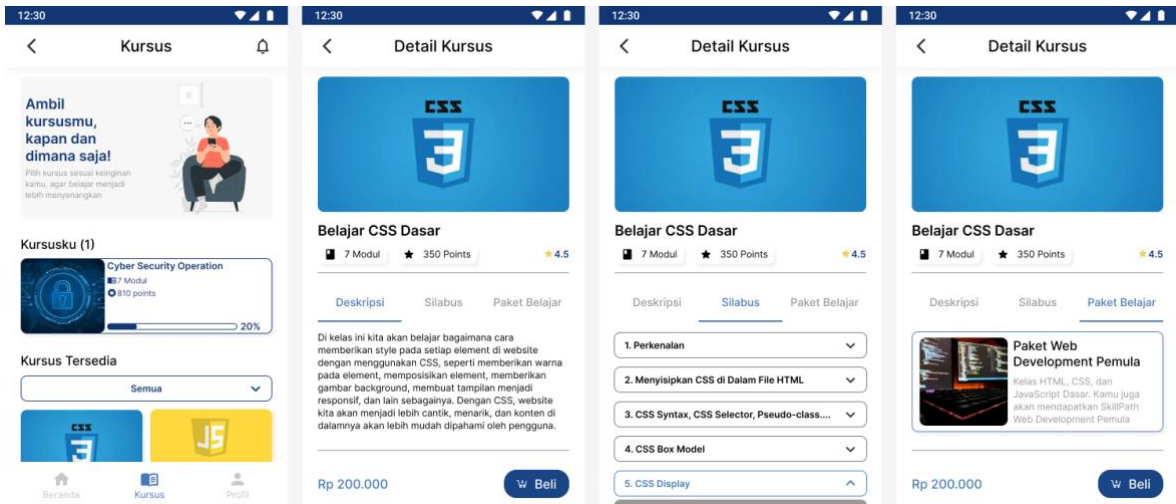 12:30
Kursus
Ambil
kursusmu,
kapan dan
dimana saja!
Pilih kursus sesuai keinginan
kamu, agar belajar menjadi
lebih menyenangkan
Kursusku (1)
Cyber Security Operation
7 Modul
810 points
20%
Kursus Tersedia
Semua
CSS
3
JS
Beranda
Kursus
Profil
12:30
Detail Kursus
CSS
3
Belajar CSS Dasar
7 Modul
350 Points
4.5
Deskripsi
Silabus
Paket Belajar
Di kelas ini kita akan belajar bagaimana cara
memberikan style pada setiap element di website
dengan menggunakan CSS, seperti memberikan warna
pada element, memposisikan element, memberikan
gambar background, membuat tampilan menjadi
responsif, dan lain sebagainya. Dengan CSS, website
kita akan menjadi lebih cantik, menarik, dan konten di
dalamnya akan lebih mudah dipahami oleh pengguna.
Rp 200.000
Beli
12:30
Detail Kursus
CSS
3
Belajar CSS Dasar
7 Modul
350 Points
4.5
Deskripsi
Silabus
Paket Belajar
1. Perkenalan
2. Menyisipkan CSS di Dalam File HTML
3. CSS Syntax, CSS Selector, Pseudo-class....
4. CSS Box Model
5. CSS Display
12:30
Detail Kursus
CSS
3
Belajar CSS Dasar
7 Modul
350 Points
4.5
Deskripsi
Silabus
Paket Belajar
Paket Web
Development Pemula
Kelas HTML, CSS, dan
JavaScript Dasar. Kamu juga
akan mendapatkan SkillPath
Web Development Pemula
Rp 200.000
Beli